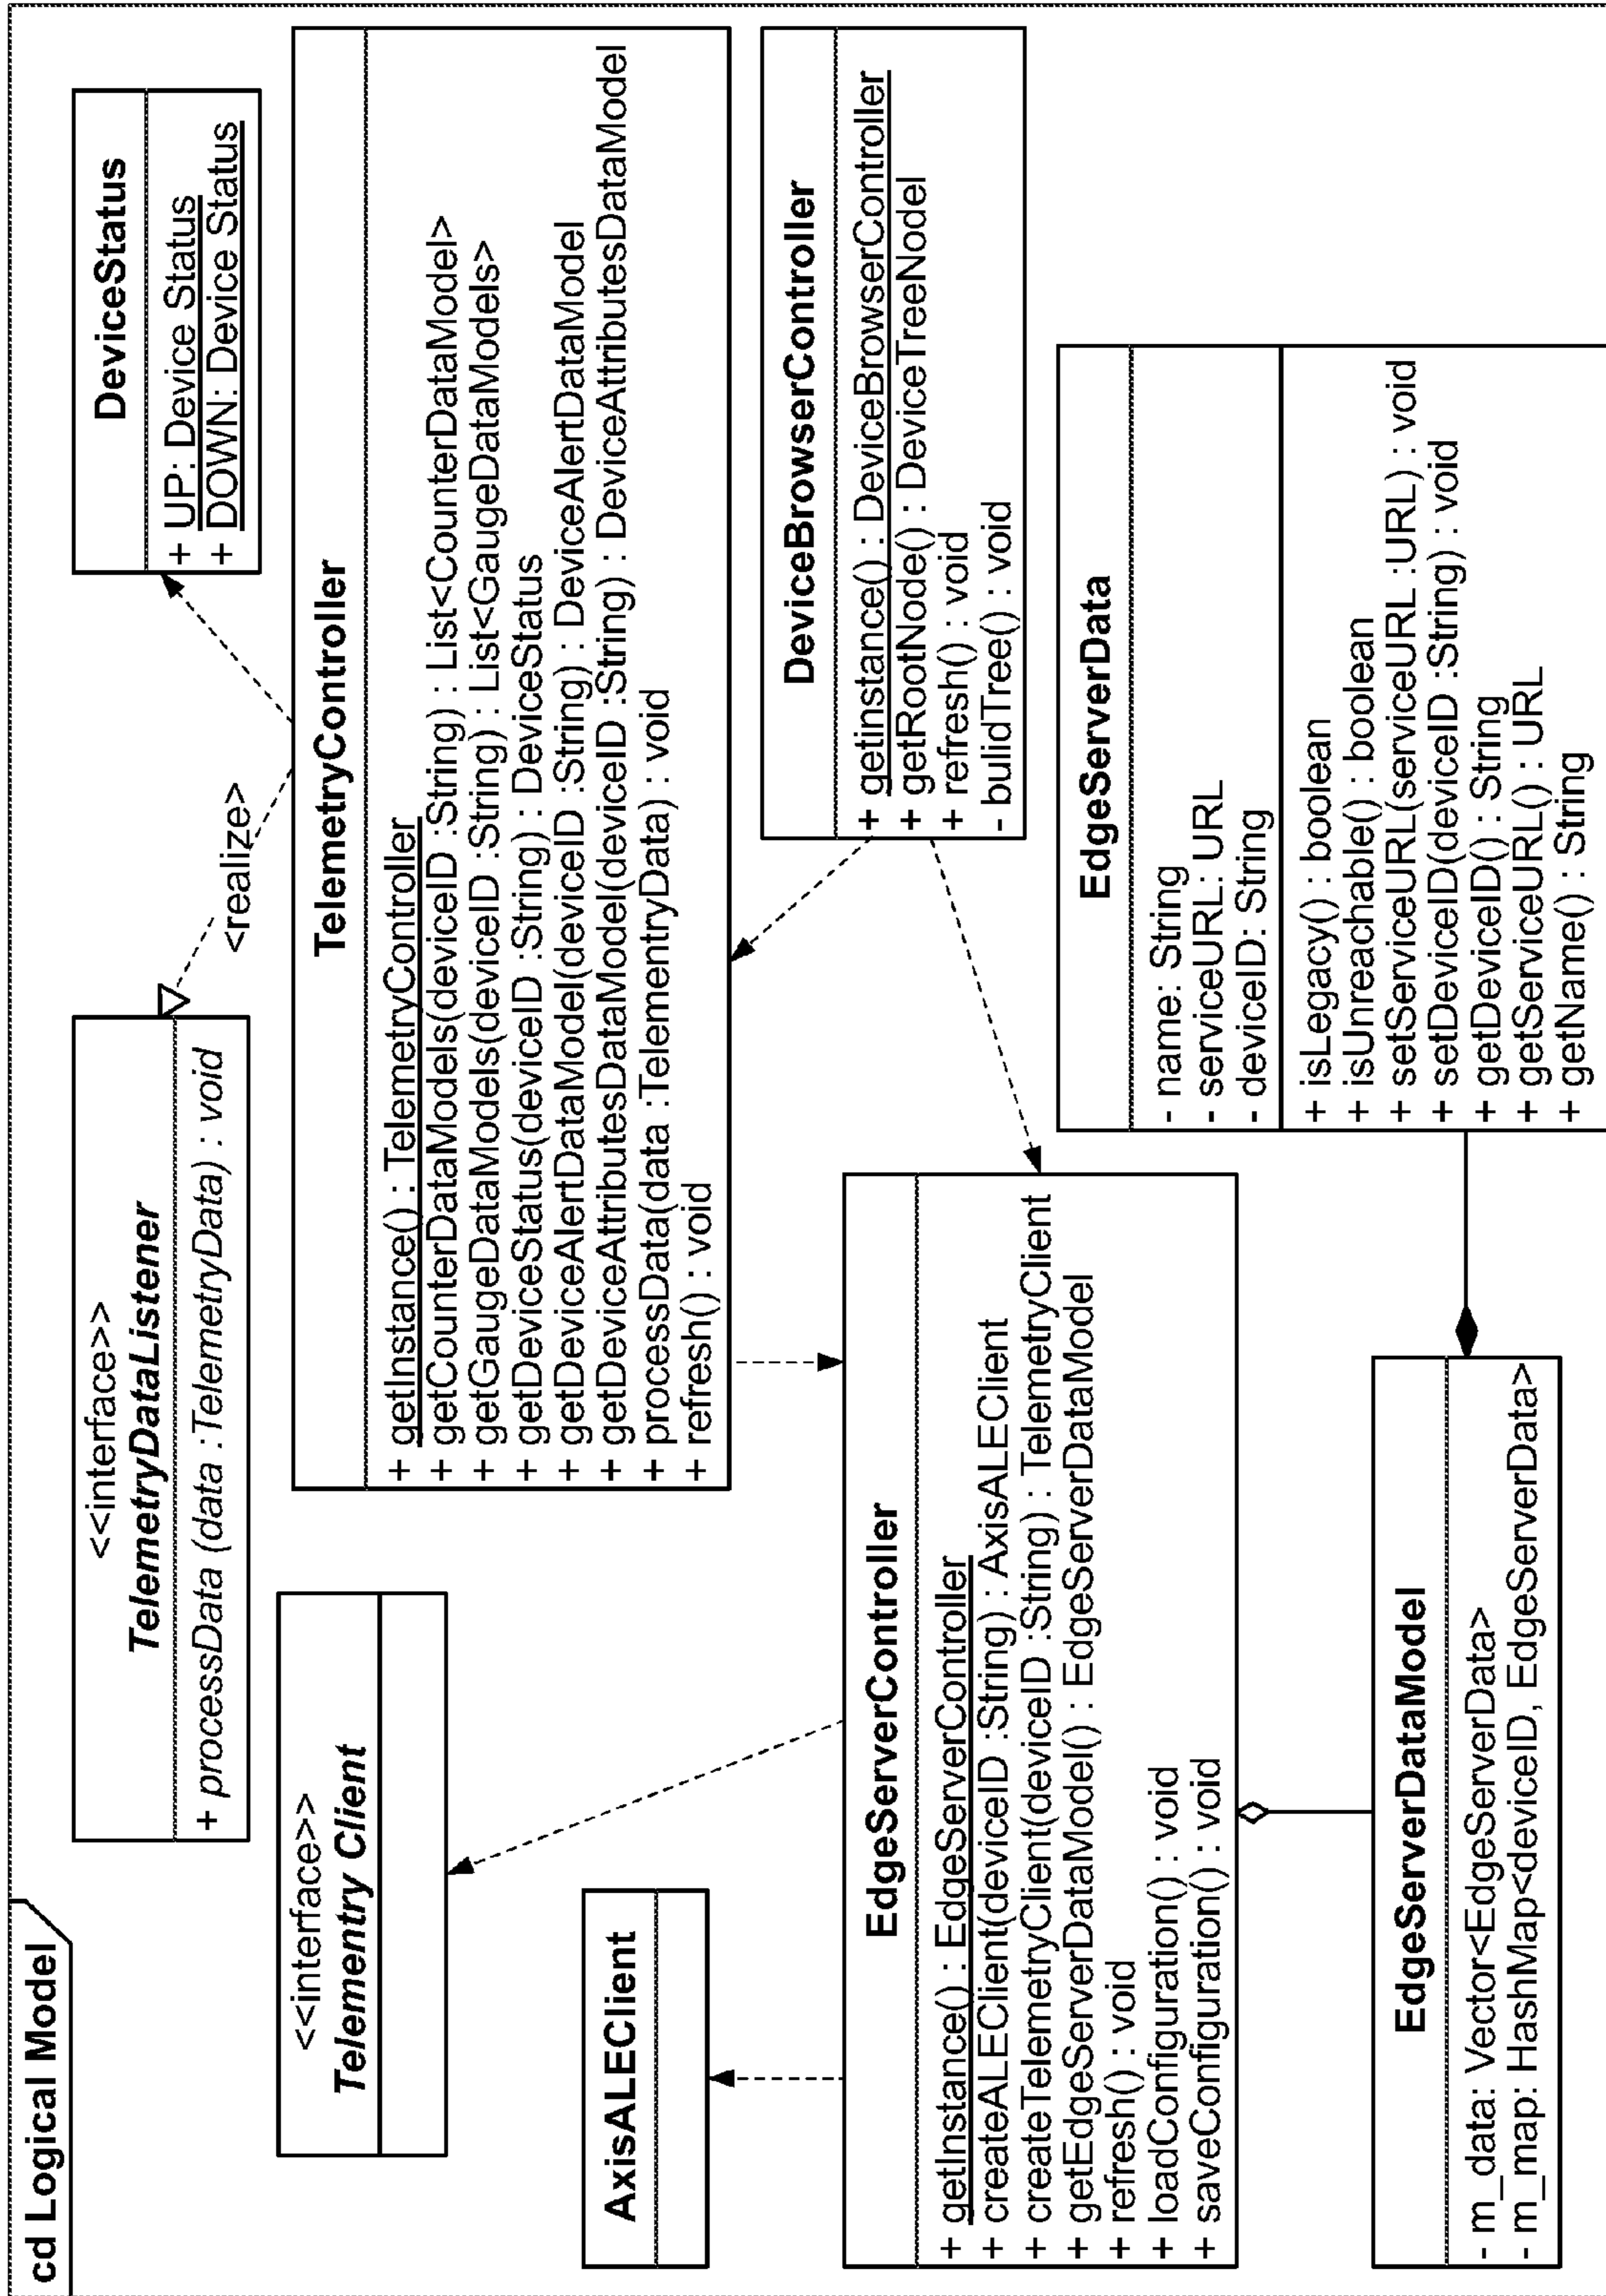 cd Logical Model
<<interface>>
TelemetryDataListener
+ processData (data :TelemetryData) : void
DeviceStatus
+ UP: Device Status
+ DOWN: Device Status
<realize>
<<interface>>
Telementry Client
TelemetryController
+ getInstance() : TelemetryController
+ getCounterDataModels(deviceID :String) : List<CounterDataModel>
+ getGaugeDataModels(deviceID :String) : List<GaugeDataModels>
+ getDeviceStatus(deviceID :String) : DeviceStatus
+ getDeviceAlertDataModel(deviceID :String) : DeviceAlertDataModel
+ getDeviceAttributesDataModel(deviceID :String) : DeviceAttributesDataModel
+ processData(data :TelementryData) : void
+ refresh() : void
AxisALEClient
DeviceBrowserController
+ getinstance() : DeviceBrowserController
+ getRootNode() : DeviceTreeNodel
+ refresh() : void
- bulidTree() : void
EdgeServerController
+ getInstance() : EdgeServerController
+ createALEClient(deviceID :String) : AxisALEClient
+ createTelemetryClient(deviceID :String) : TelemetryClient
+ getEdgeServerDataModel() : EdgeServerDataModel
+ refresh() : void
+ loadConfiguration() : void
+ saveConfiguration() : void
EdgeServerData
- name: String
- serviceURL: URL
- deviceID: String
+ isLegacy() : boolean
+ isUnreachable() : boolean
+ setServiceURL(serviceURL :URL) : void
+ setDeviceID(deviceID :String) : void
+ getDeviceID() : String
+ getServiceURL() : URL
+ getName() : String
EdgeServerDataModel
- m_data: Vector<EdgeServerData>
- m_map: HashMap<deviceID, EdgeServerData>